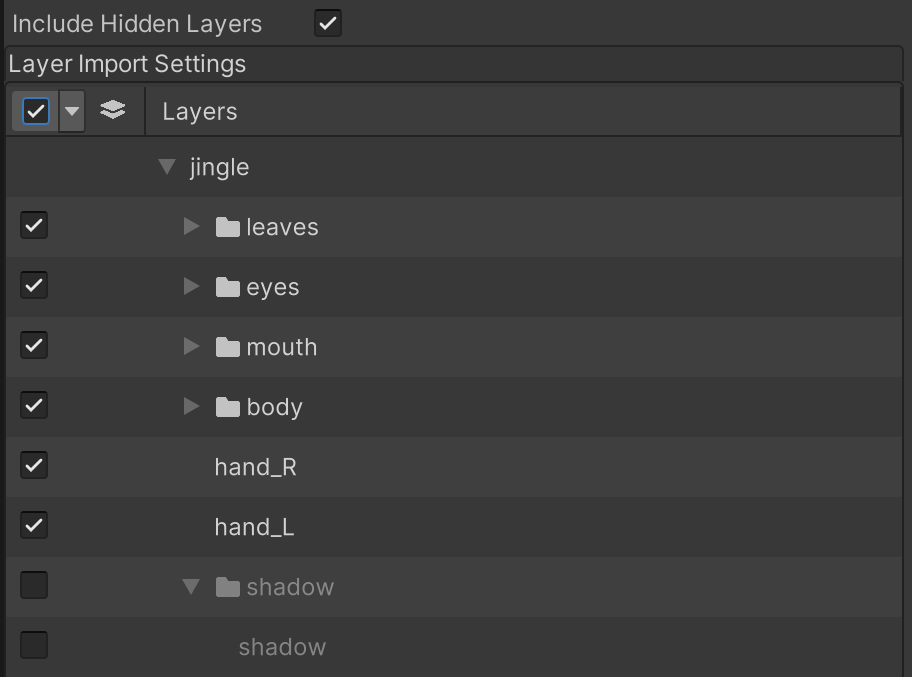 Include Hidden Layers
Layer Import Settings
Layers
jingle
leaves
eyes
mouth
body
hand_R
hand_L
shadow
shadow